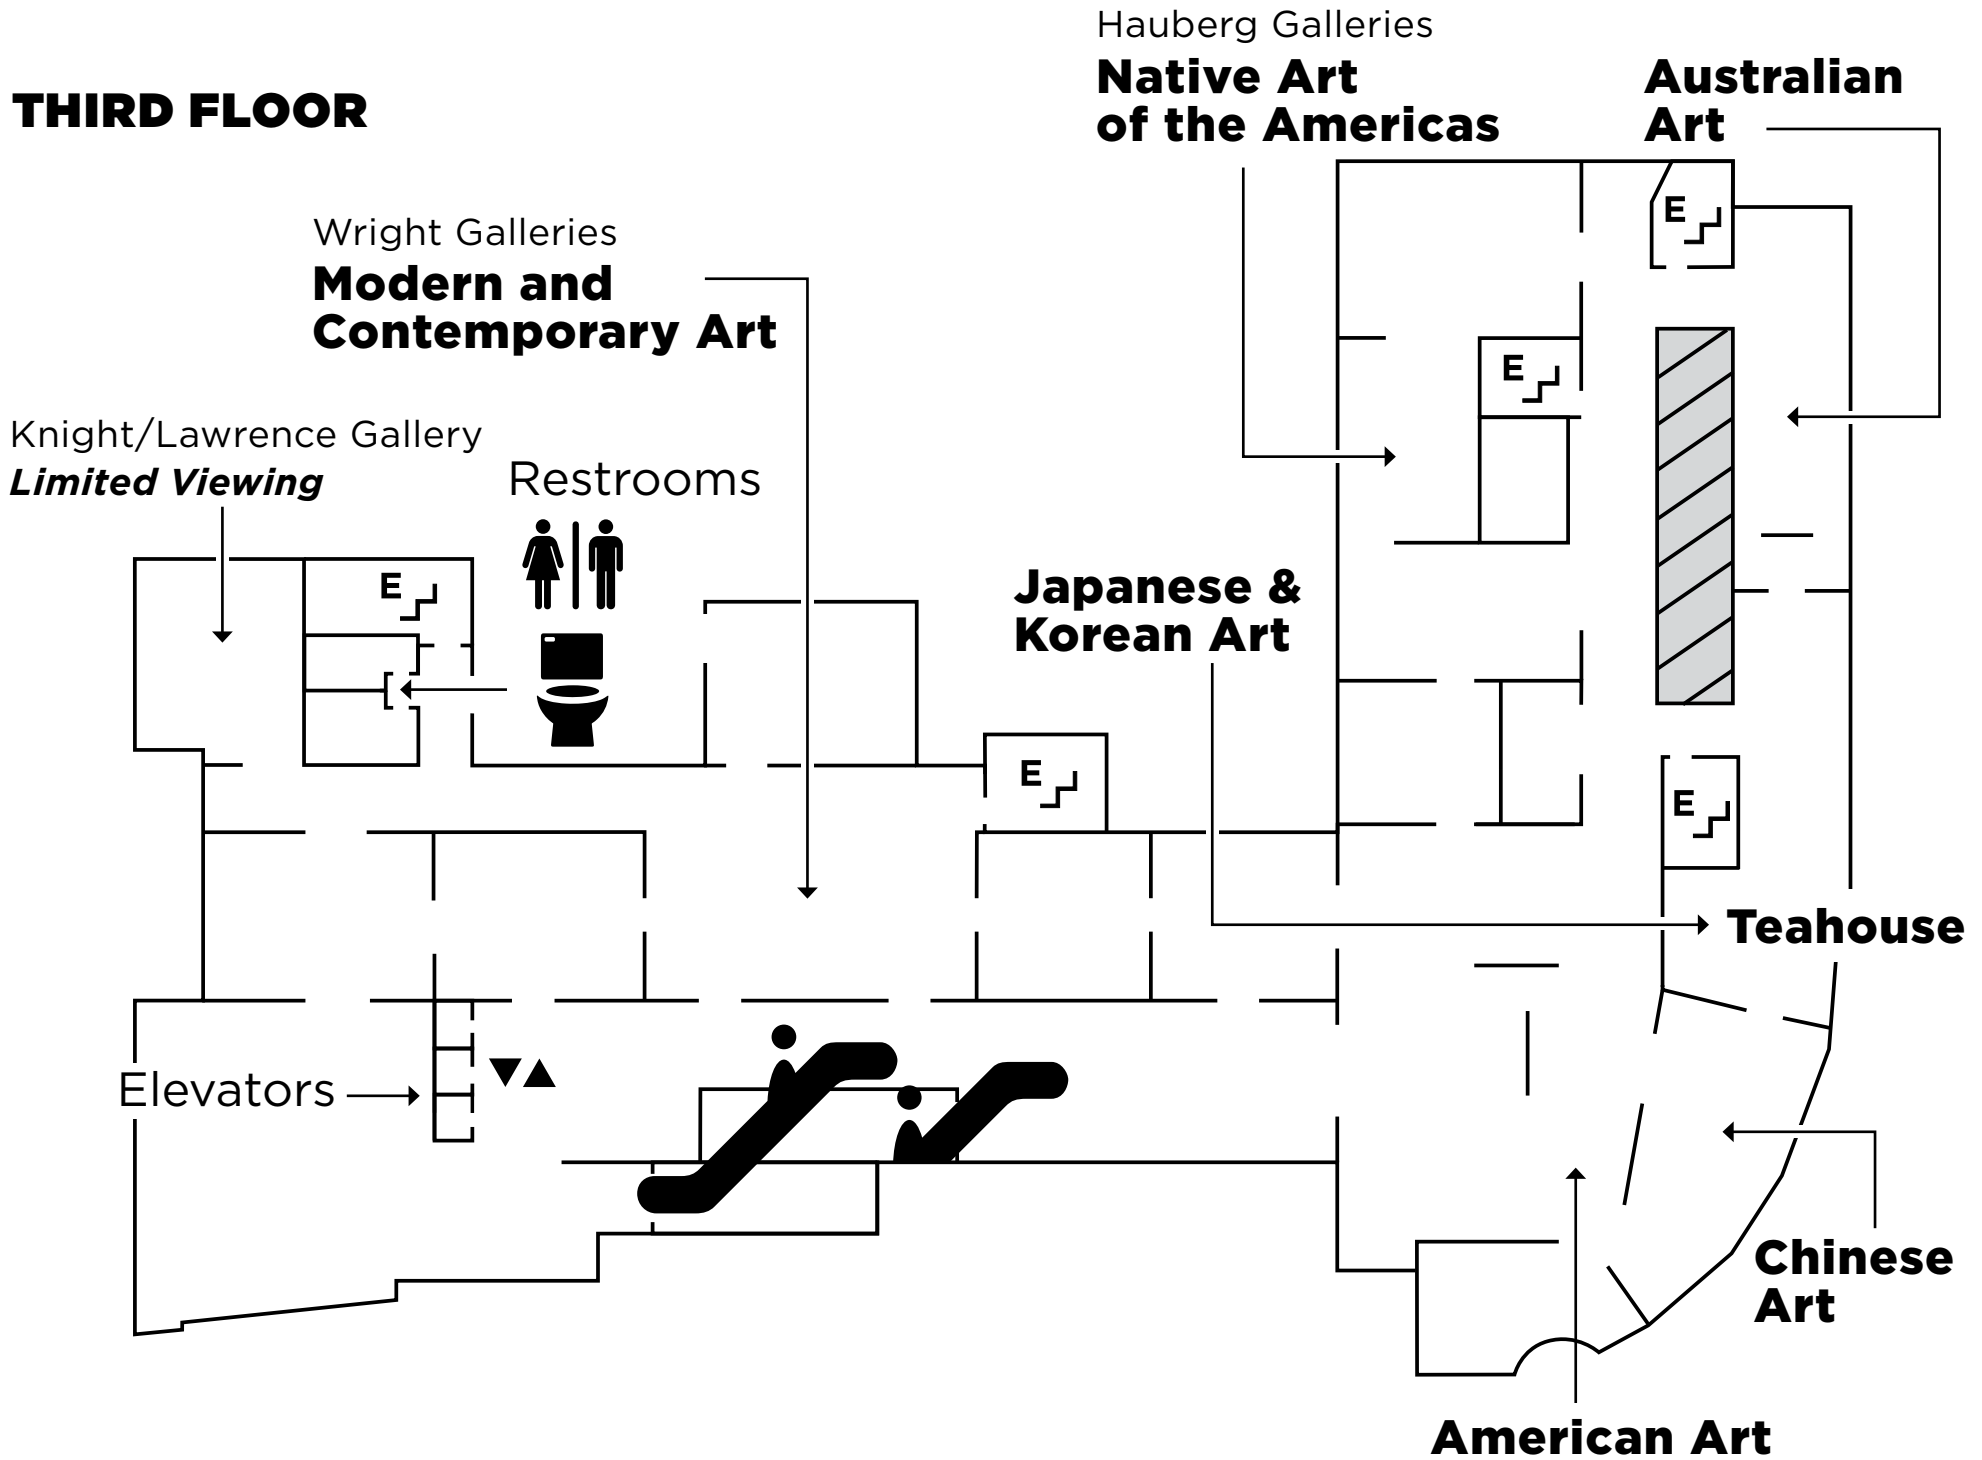 THIRD FLOOR
Hauberg Galleries
Native Art
of the Americas
Australian
Art
E
Wright Galleries
Modern and
Contemporary Art
E
Knight/Lawrence Gallery
Limited Viewing
Restrooms
E
Japanese &
Korean Art
E
E
Teahouse
Elevators
Chinese
Art
American Art